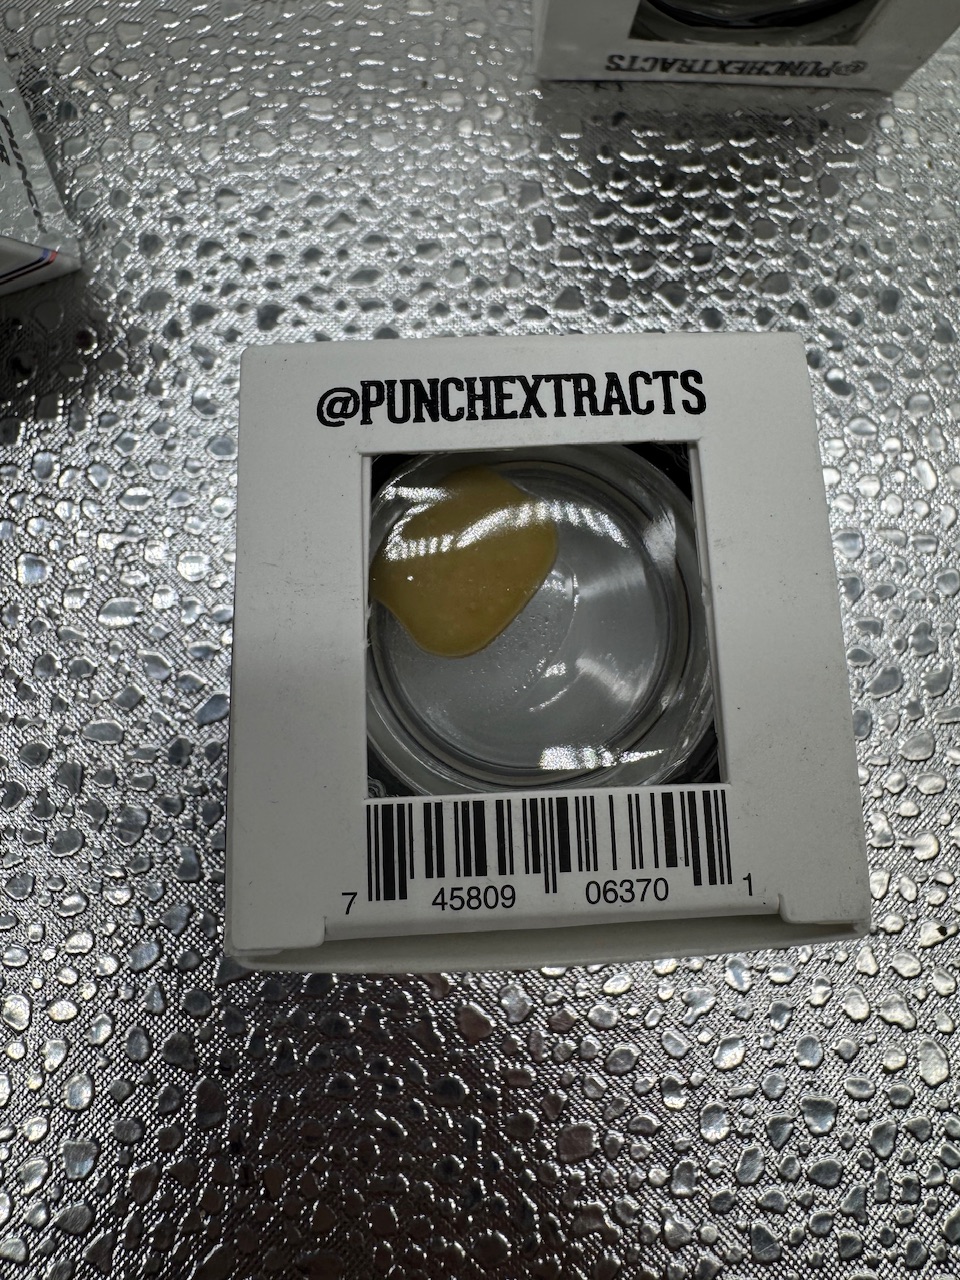 @PUNCHEXTRACTS
@PUNCHEXTRACTS
7 45809 06370 1